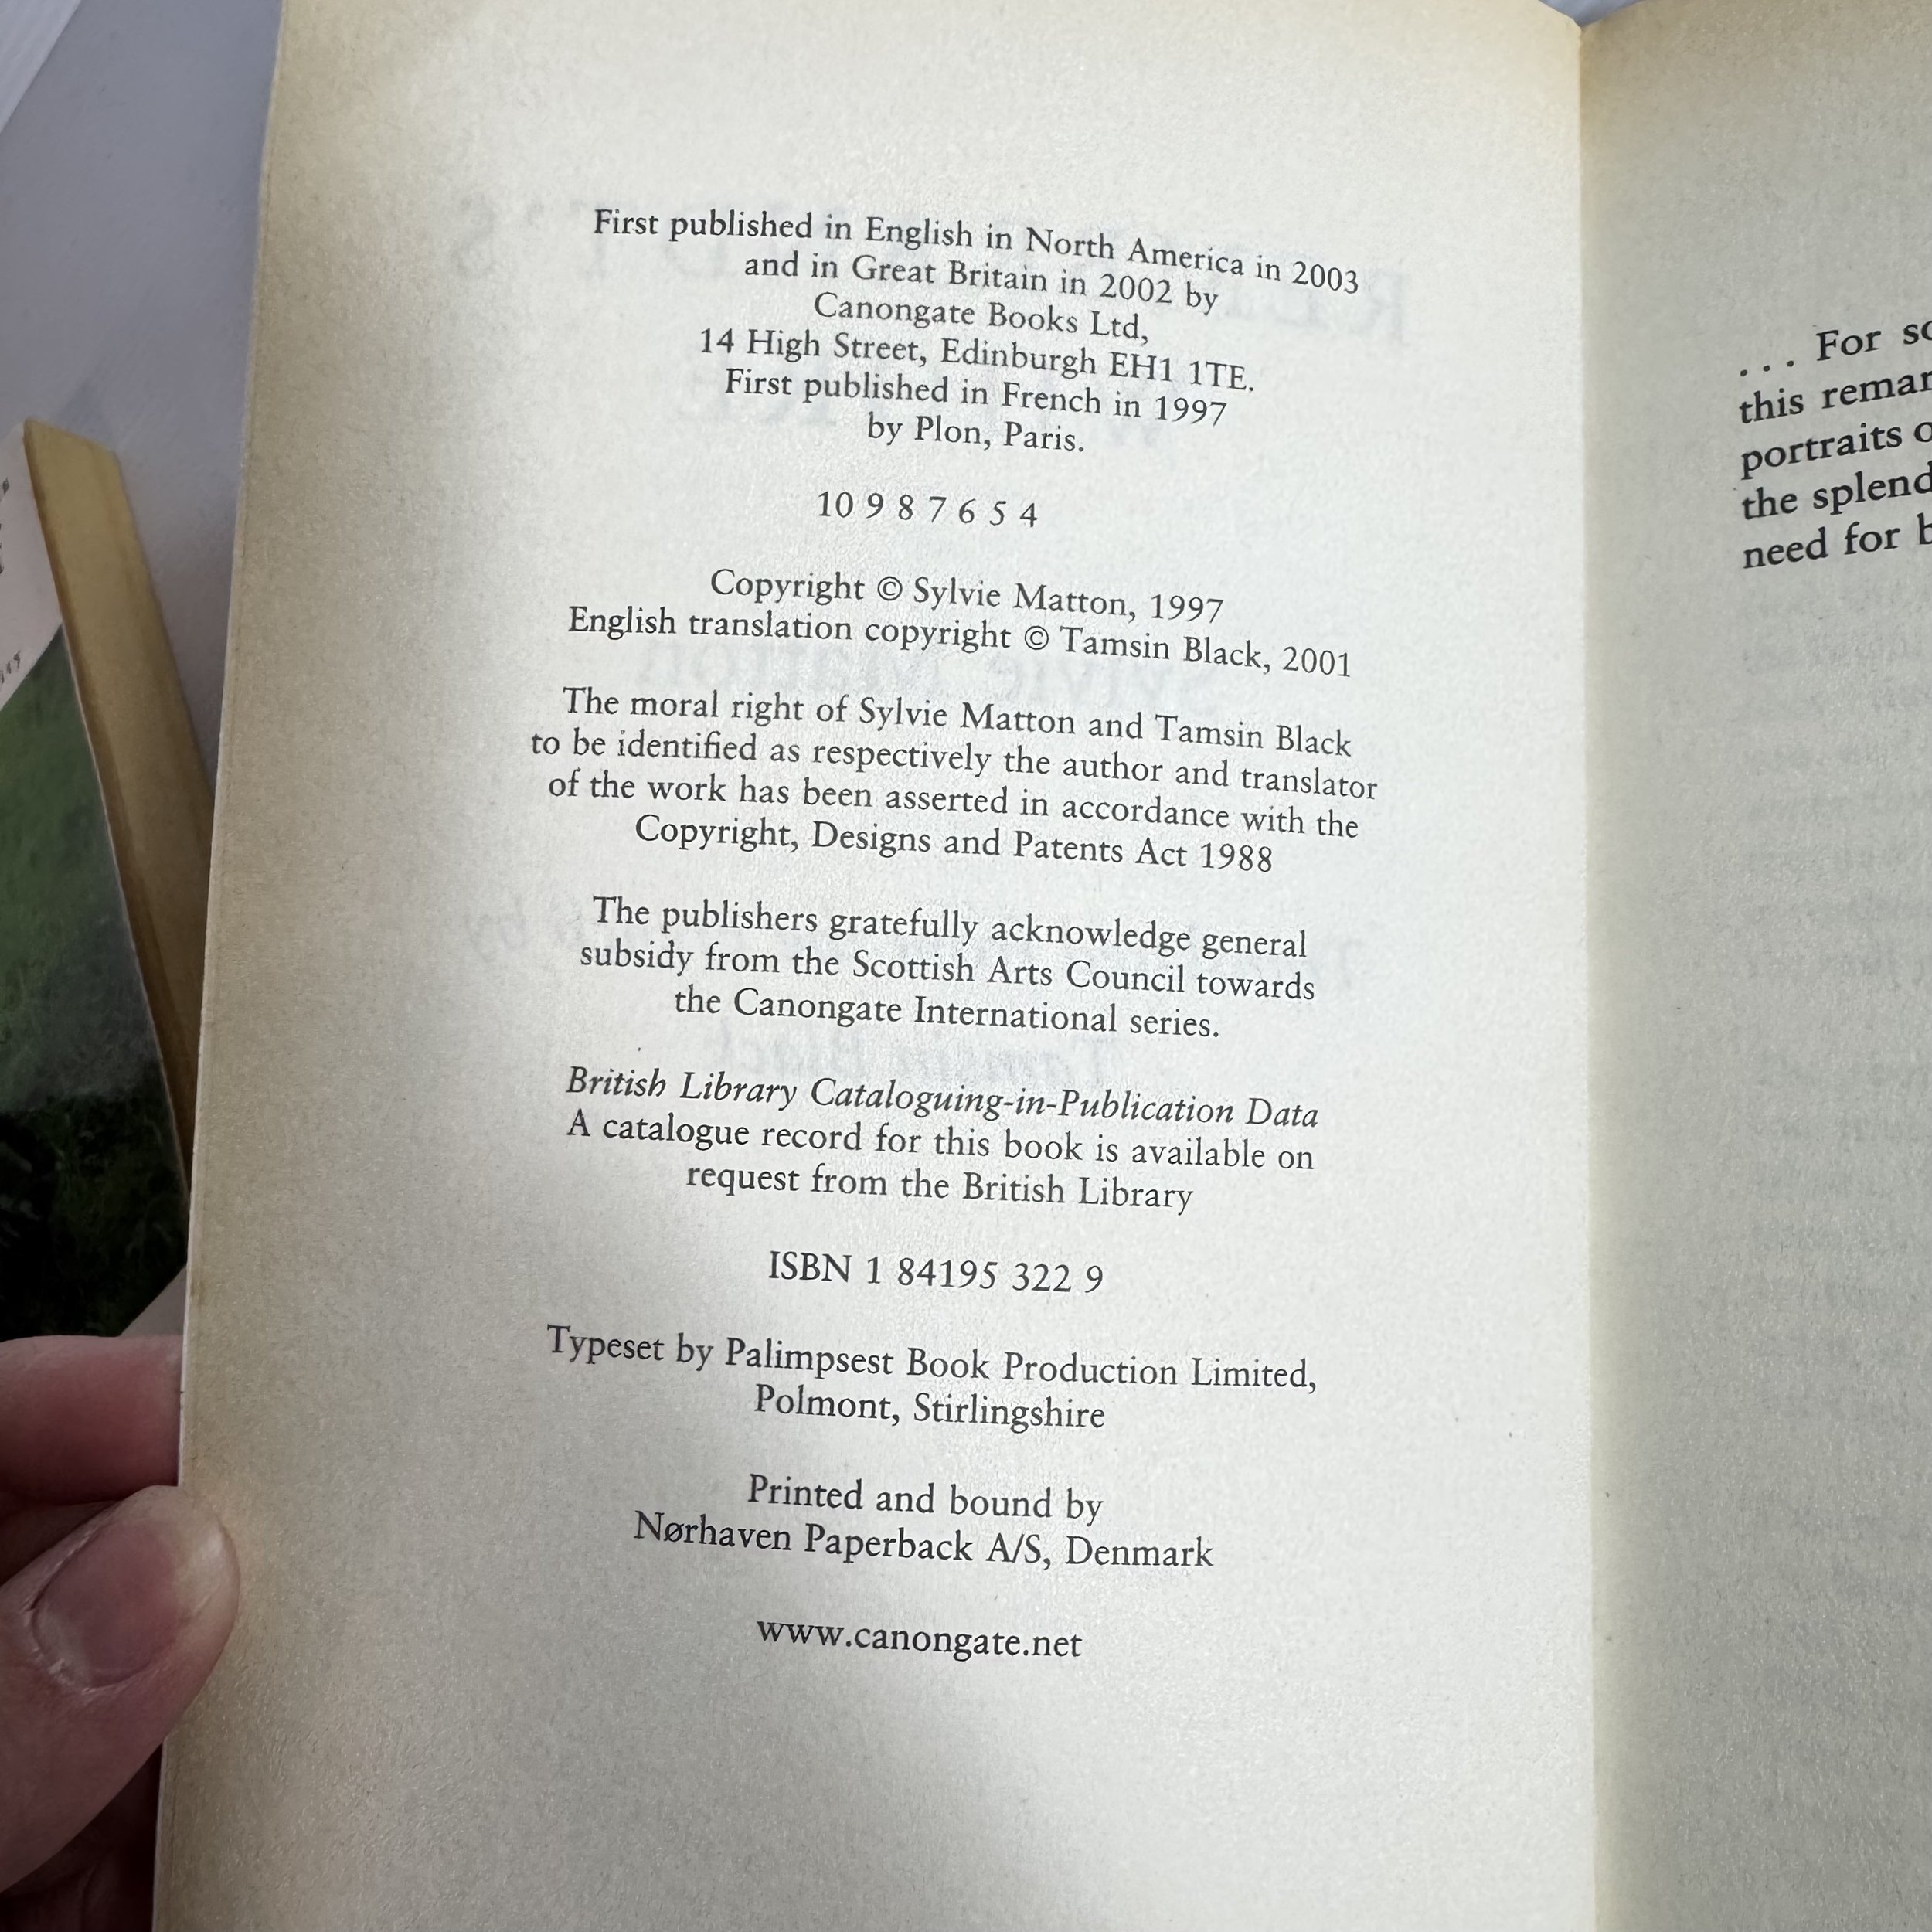 First published in English in North America in 2003
and in Great Britain in 2002 by
Canongate Books Ltd,
14 High Street, Edinburgh EH1 1TE.
First published in French in 1997
by Plon, Paris.
10 9 8 7 6 5 4
Copyright © Sylvie Matton, 1997
English translation copyright © Tamsin Black, 2001
The moral right of Sylvie Matton and Tamsin Black
to be identified as respectively the author and translator
of the work has been asserted in accordance with the
Copyright, Designs and Patents Act 1988
The publishers gratefully acknowledge general
subsidy from the Scottish Arts Council towards
the Canongate International series.
British Library Cataloguing-in-Publication Data
A catalogue record for this book is available on
request from the British Library
ISBN 1 84195 322 9
Typeset by Palimpsest Book Production Limited,
Polmont, Stirlingshire
Printed and bound by
Nørhaven Paperback A/S, Denmark
www.canongate.net
... For
this
portraits
the
need for